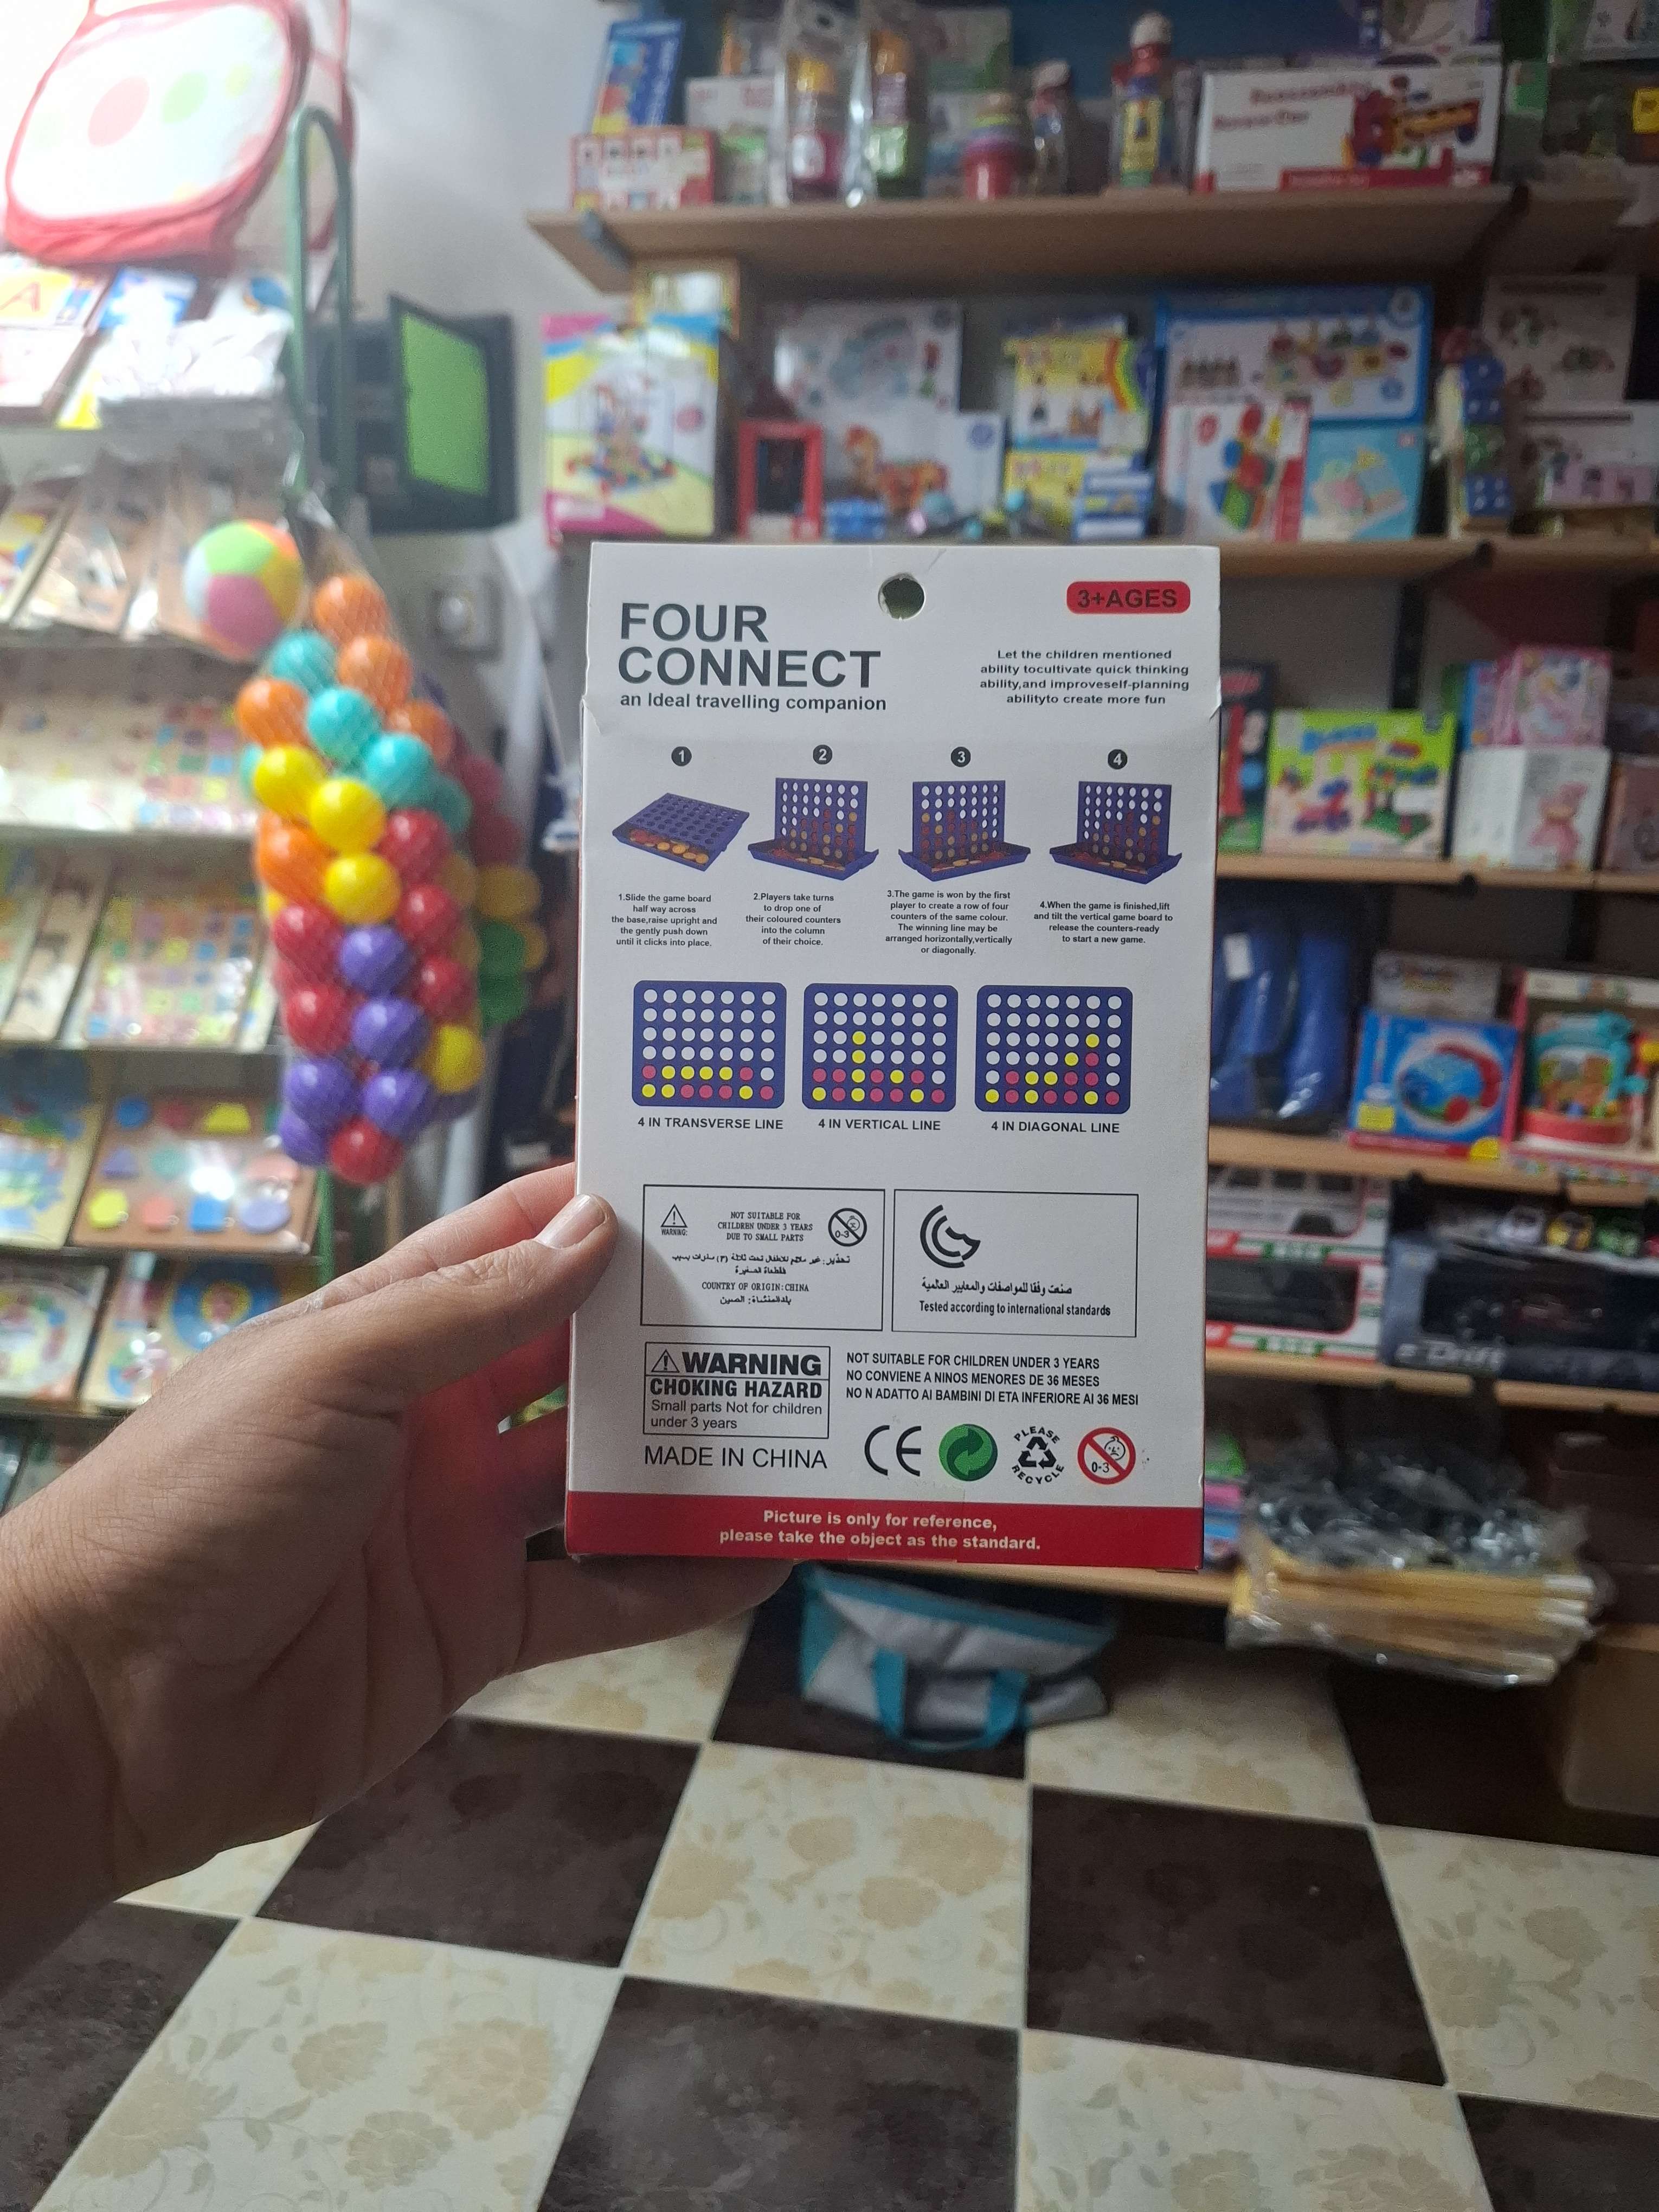 FOUR
CONNECT
an Ideal travelling companion
3+AGES
Let the children mentioned
ability tocultivate quick thinking
ability,and improveself-planning
abilityto create more fun
1
2
3
4
1.Slide the game board
half way across
the base,raise upright and
the gently push down
until it clicks into place.
2.Players take turns
to drop one of
their coloured counters
into the column
of their choice.
3.The game is won by the first
player to create a row of four
counters of the same colour.
The winning line may be
arranged horizontally,vertically
or diagonally.
4.When the game is finished,lift
and tilt the vertical game board to
release the counters-ready
to start a new game.
4 IN TRANSVERSE LINE
4 IN VERTICAL LINE
4 IN DIAGONAL LINE
WARNING:
NOT SUITABLE FOR
CHILDREN UNDER 3 YEARS
DUE TO SMALL PARTS
0-3
تحذير: غير ملائم للاطفال تحت ثلاثة (٣)
COUNTRY OF ORIGIN:CHINA
الصين
صنعت وفقا للمواصفات والمعايير العالمية
Tested according to international standards
WARNING
CHOKING HAZARD
Small parts Not for children
under 3 years
NOT SUITABLE FOR CHILDREN UNDER 3 YEARS
NO CONVIENE A NINOS MENORES DE 36 MESES
NO N ADATTO AI BAMBINI DI ETA INFERIORE AI 36 MESI
MADE IN CHINA
CE
PLEASE
RECYCLE
0-3
Picture is only for reference,
please take the object as the standard.